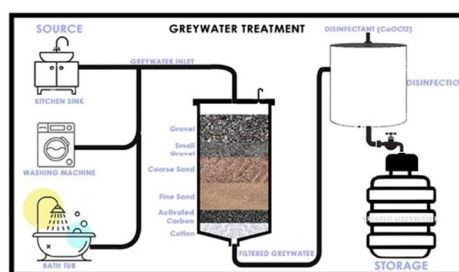 SOURCE
GREYWATER TREATMENT
DISINFECTANT (CaOCl2)
GREYWATER INLET
KITCHEN SINK
DISINFECTIO
WASHING MACHINE
Gravel
Small
Gravel
Coarse Sand
Fine Sand
Activated
Carbon
Cotton
FILTERED GREYWATER
BATH TUB
STORAGE